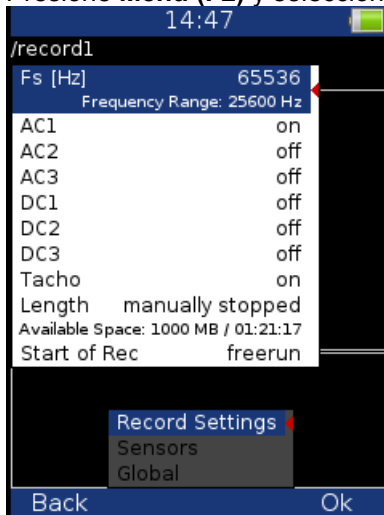 14:47
/record1
Fs [Hz] 65536
Frequency Range: 25600 Hz
AC1 on
AC2 off
AC3 off
DC1 off
DC2 off
DC3 off
Tacho on
Length manually stopped
Available Space: 1000 MB / 01:21:17
Start of Rec freerun
Record Settings
Sensors
Global
Back Ok